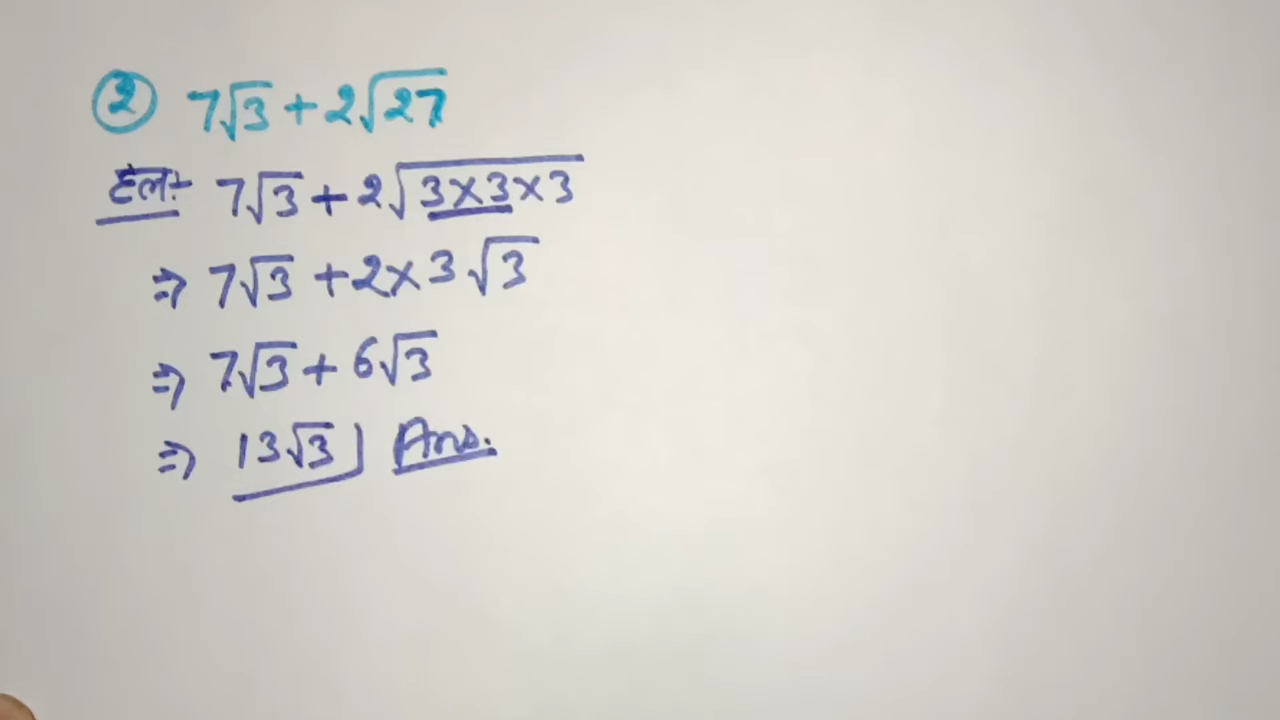 ② 7√3 + 2√27
हल:- 7√3 + 2√3×3×3
⇒ 7√3 + 2×3√3
⇒ 7√3 + 6√3
⇒ 13√3 Ans.